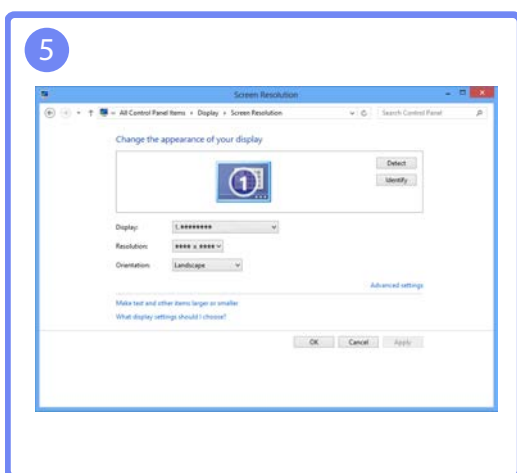 5
Screen Resolution
All Control Panel Items Display Screen Resolution Search Control Panel
Change the appearance of your display
1
Detect
Identify
Display: 1.********
Resolution: **** x ****
Orientation: Landscape
Advanced settings
Make text and other items larger or smaller
What display settings should I choose?
OK Cancel Apply